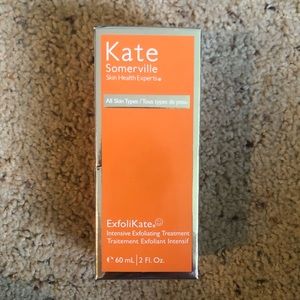 Kate
Somerville
Skin Health Experts®
All Skin Types / Tous types de peau
ExfoliKate®
Intensive Exfoliating Treatment
Traitement Exfoliant Intensif
℮ 60 mL | 2 Fl. Oz.